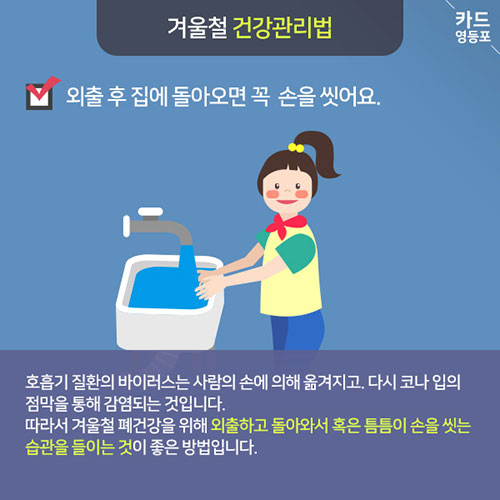 겨울철 건강관리법
카드
영등포
외출 후 집에 돌아오면 꼭 손을 씻어요.
호흡기 질환의 바이러스는 사람의 손에 의해 옮겨지고, 다시 코나 입의
점막을 통해 감염되는 것입니다.
따라서 겨울철 폐건강을 위해 외출하고 돌아와서 혹은 틈틈이 손을 씻는
습관을 들이는 것이 좋은 방법입니다.